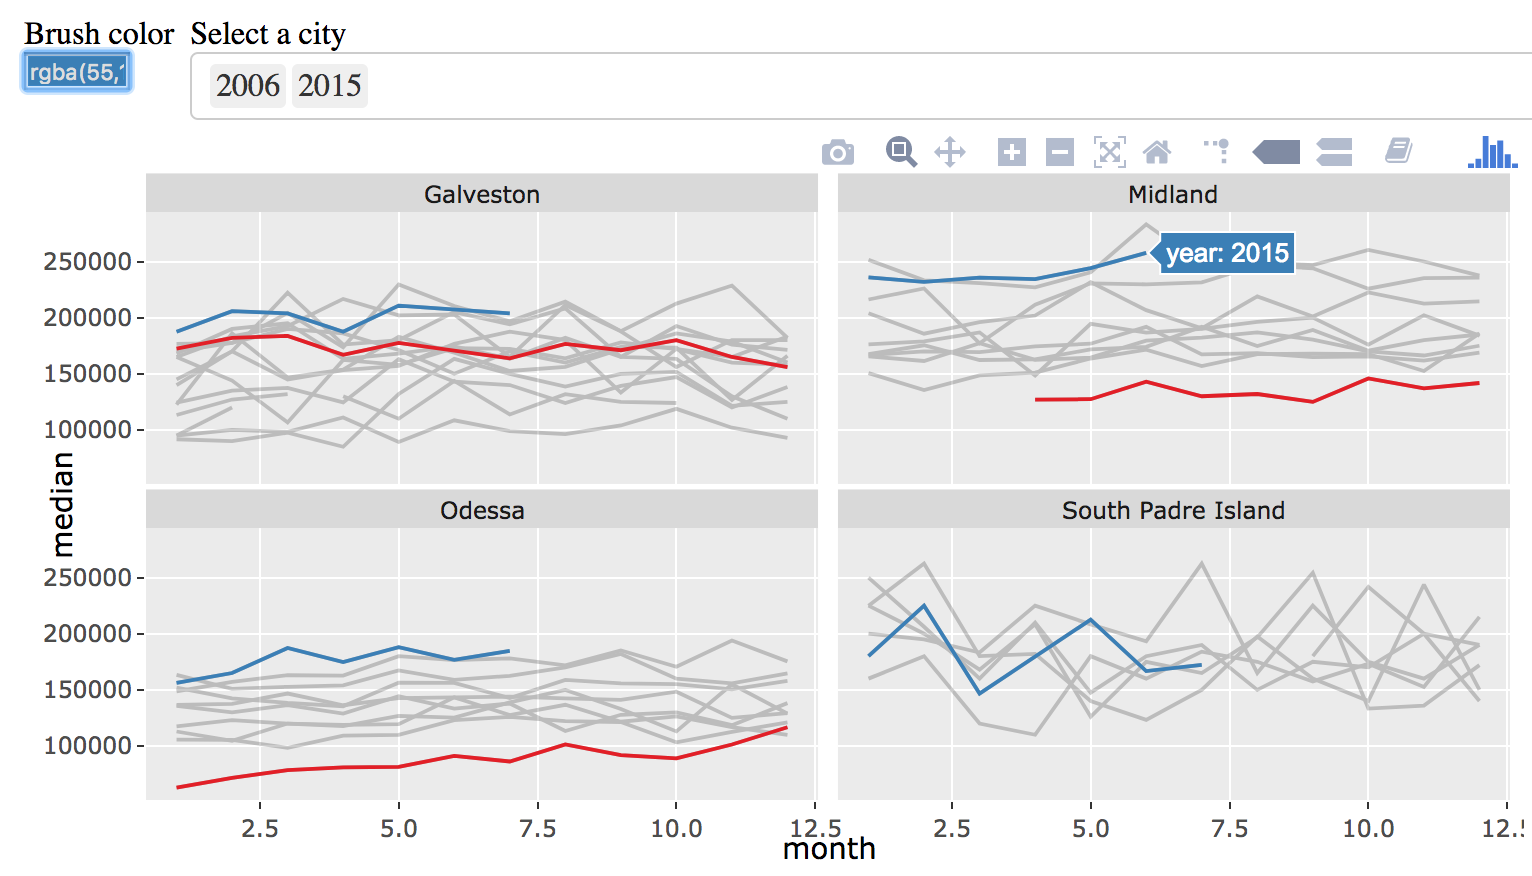 Brush color Select a city
rgba(55,
2006 2015
Galveston Midland
year: 2015
250000
200000
150000
100000
median
Odessa South Padre Island
250000
200000
150000
100000
2.5 5.0 7.5 10.0 12.5 2.5 5.0 7.5 10.0 12.
month